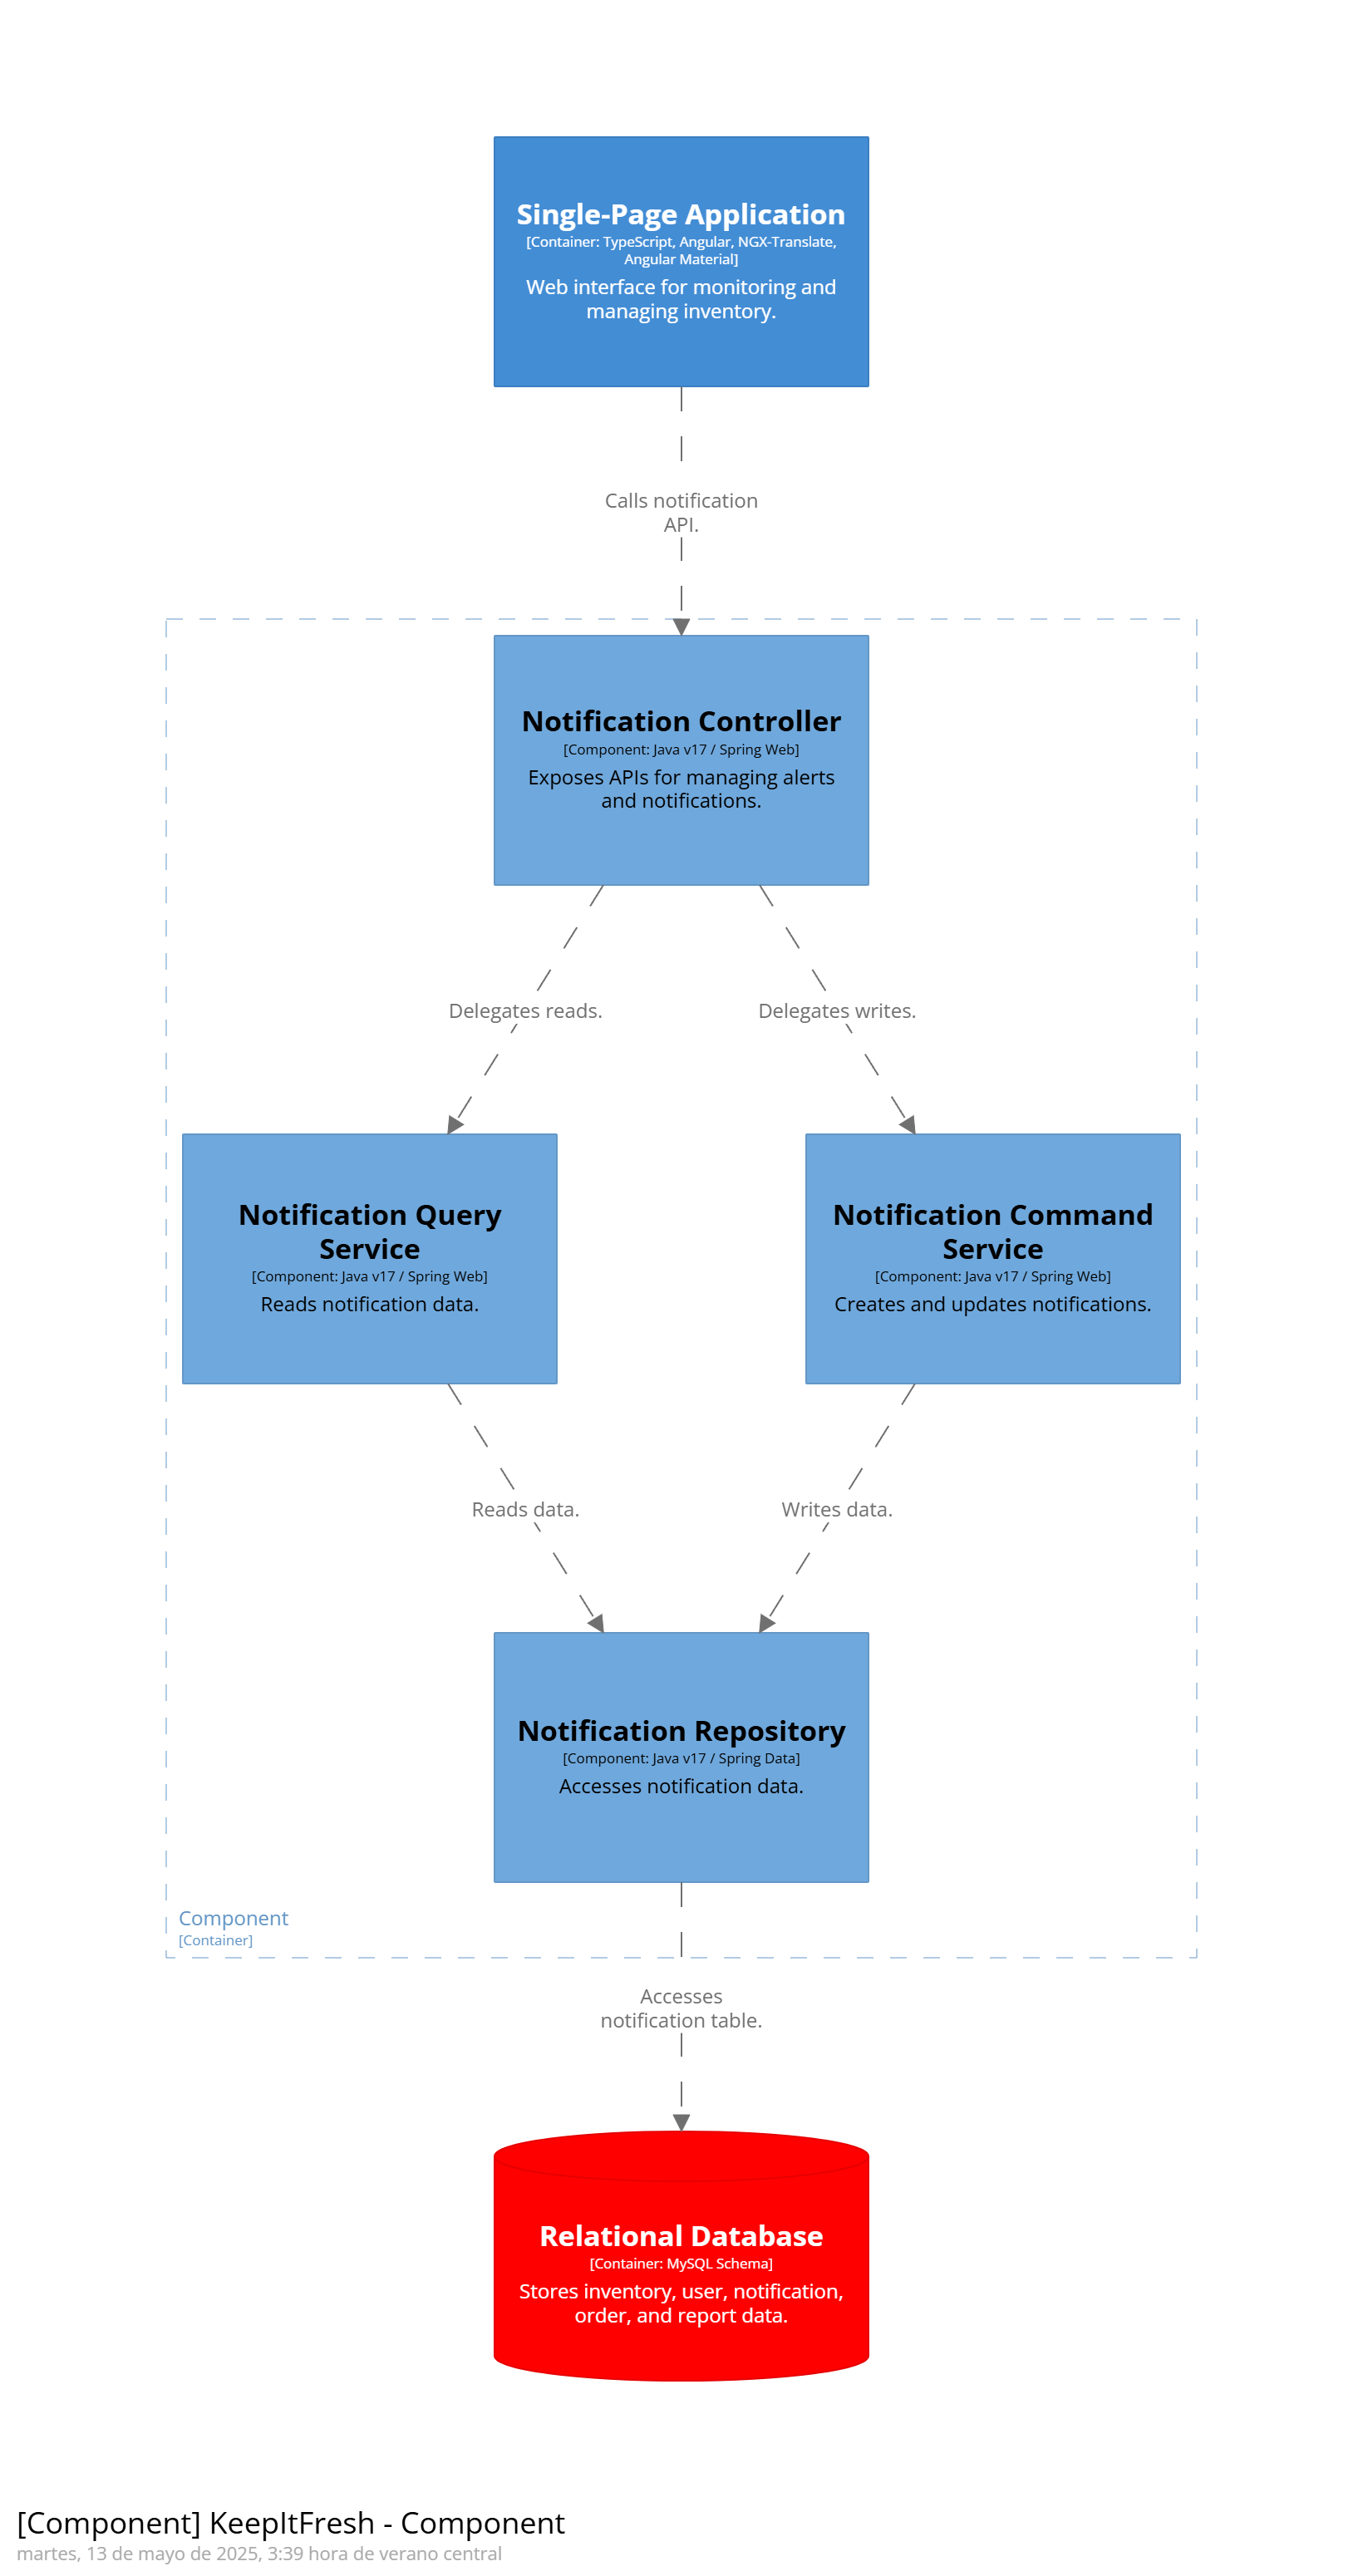 Single-Page Application
[Container: TypeScript, Angular, NGX-Translate,
Angular Material]
Web interface for monitoring and
managing inventory.
Calls notification
API.
Notification Controller
[Component: Java v17 / Spring Web]
Exposes APIs for managing alerts
and notifications.
Delegates reads.
Delegates writes.
Notification Query
Service
[Component: Java v17 / Spring Web]
Reads notification data.
Notification Command
Service
[Component: Java v17 / Spring Web]
Creates and updates notifications.
Reads data.
Writes data.
Notification Repository
[Component: Java v17 / Spring Data]
Accesses notification data.
Component
[Container]
Accesses
notification table.
Relational Database
[Container: MySQL Schema]
Stores inventory, user, notification,
order, and report data.
[Component] KeepItFresh - Component
martes, 13 de mayo de 2025, 3:39 hora de verano central